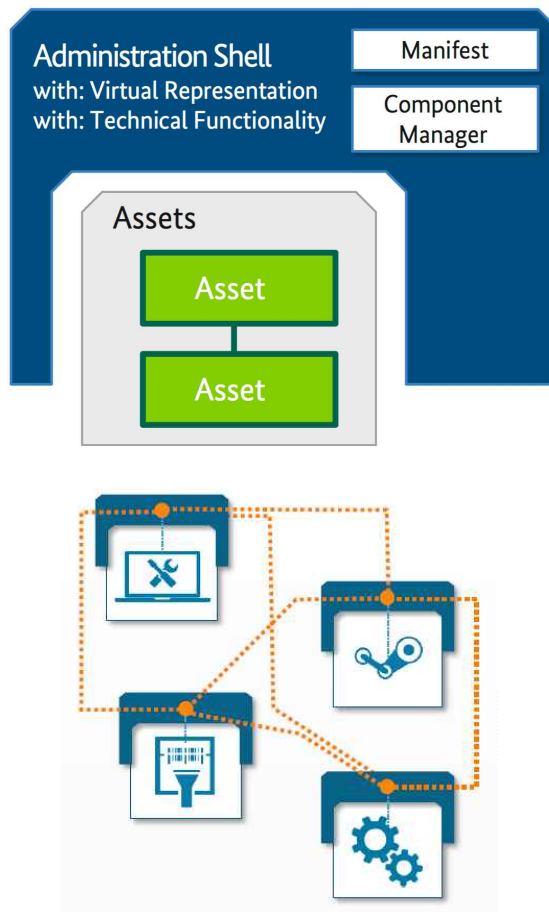 Administration Shell
with: Virtual Representation
with: Technical Functionality
Manifest
Component
Manager
Assets
Asset
Asset